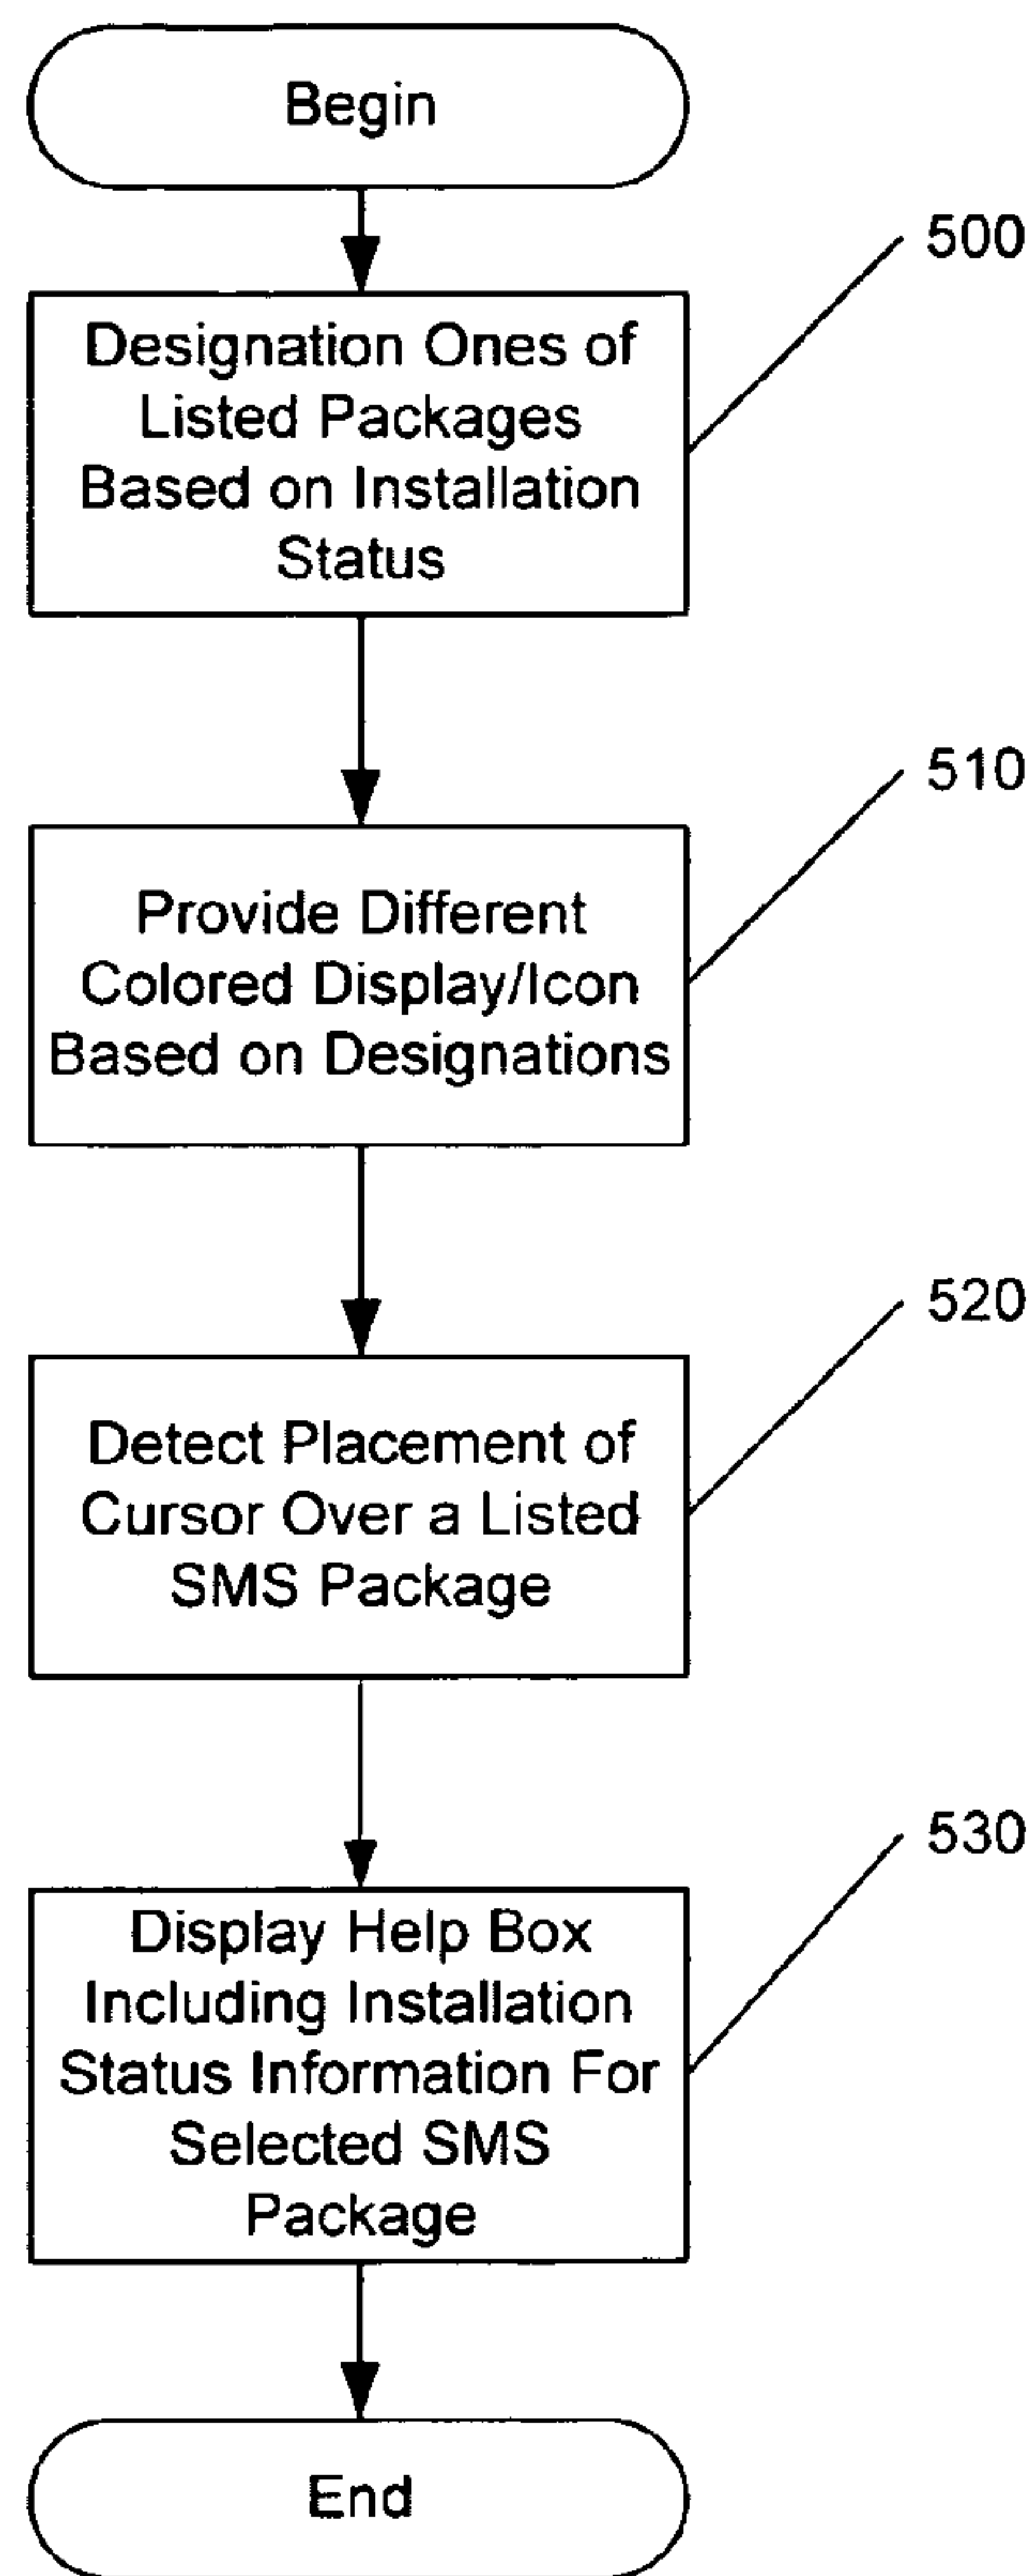 Begin
500
Designation Ones of
Listed Packages
Based on Installation
Status
510
Provide Different
Colored Display/Icon
Based on Designations
520
Detect Placement of
Cursor Over a Listed
SMS Package
530
Display Help Box
Including Installation
Status Information For
Selected SMS
Package
End